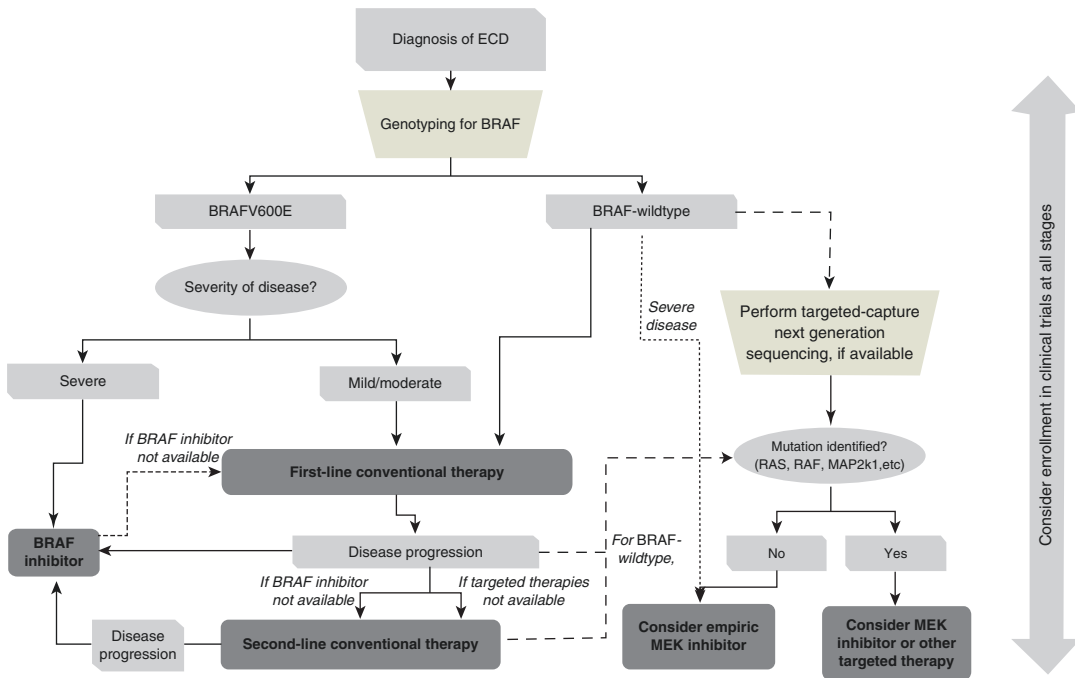 Diagnosis of ECD
Genotyping for BRAF
BRAFV600E
BRAF-wildtype
Severity of disease?
Severe
disease
Perform targeted-capture
next generation
sequencing, if available
Severe
Mild/moderate
If BRAF inhibitor
not available
First-line conventional therapy
Mutation identified?
(RAS, RAF, MAP2k1,etc)
BRAF
inhibitor
Disease progression
For BRAF-
wildtype,
No
Yes
If BRAF inhibitor
not available
If targeted therapies
not available
Disease
progression
Second-line conventional therapy
Consider empiric
MEK inhibitor
Consider MEK
inhibitor or other
targeted therapy
Consider enrollment in clinical trials at all stages